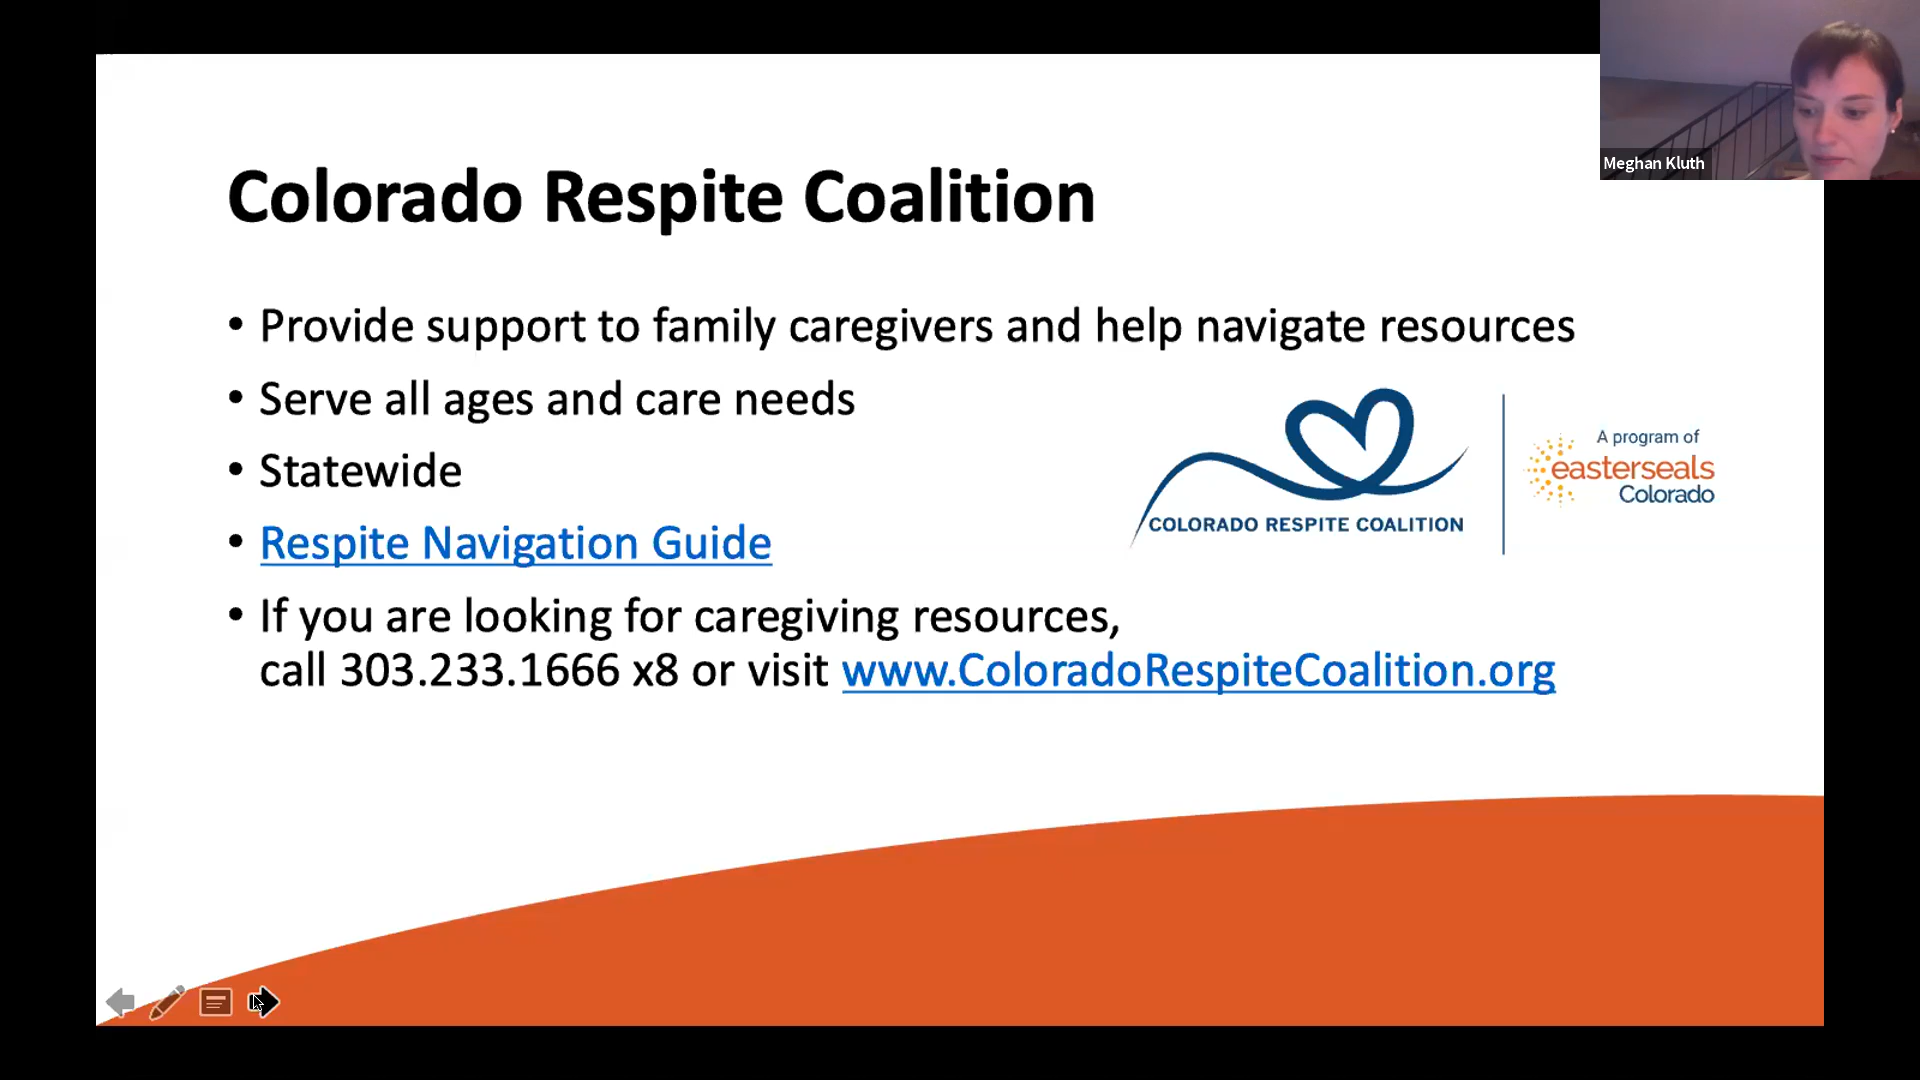 Meghan Kluth
Colorado Respite Coalition
• Provide support to family caregivers and help navigate resources
• Serve all ages and care needs
• Statewide
• Respite Navigation Guide
• If you are looking for caregiving resources,
call 303.233.1666 x8 or visit www.ColoradoRespiteCoalition.org
COLORADO RESPITE COALITION
A program of
easterseals
Colorado